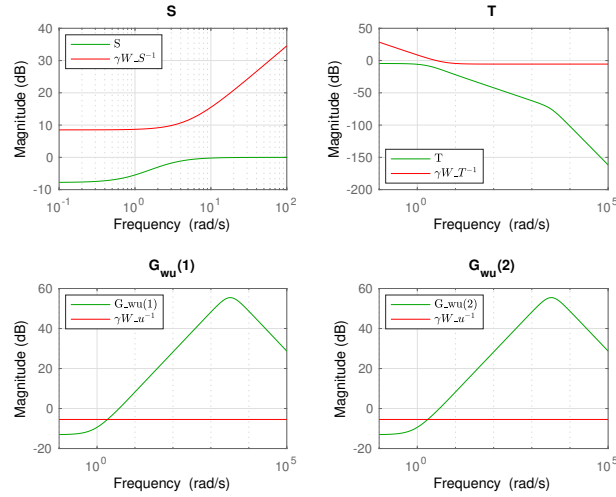 S
40
30
20
10
0
-10
Magnitude (dB)
S
γW_S⁻¹
10⁻¹ 10⁰ 10¹ 10²
Frequency (rad/s)
T
50
0
-50
-100
-150
-200
Magnitude (dB)
T
γW_T⁻¹
10⁰ 10⁵
Frequency (rad/s)
G_wu(1)
60
40
20
0
-20
Magnitude (dB)
G_wu(1)
γW_u⁻¹
10⁰ 10⁵
Frequency (rad/s)
G_wu(2)
60
40
20
0
-20
Magnitude (dB)
G_wu(2)
γW_u⁻¹
10⁰ 10⁵
Frequency (rad/s)